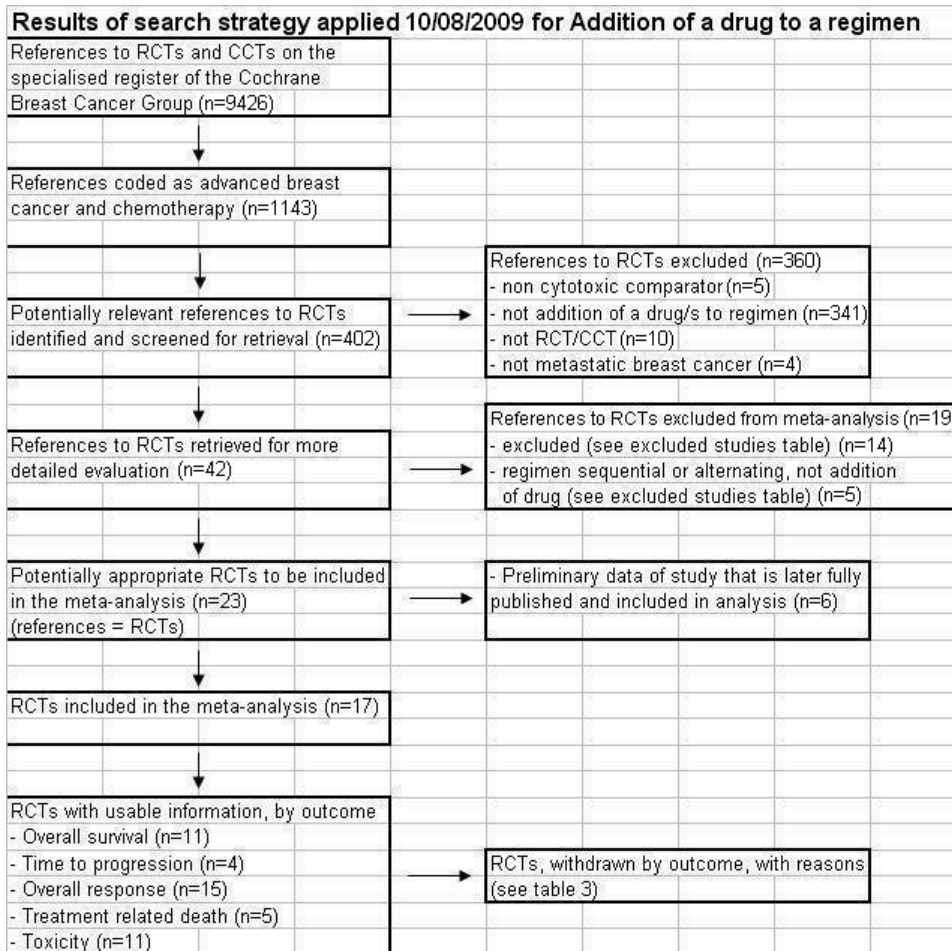 Results of search strategy applied 10/08/2009 for Addition of a drug to a regimen
References to RCTs and CCTs on the
specialised register of the Cochrane
Breast Cancer Group (n=9426)
References coded as advanced breast
cancer and chemotherapy (n=1143)
References to RCTs excluded (n=360)
- non cytotoxic comparator (n=5)
- not addition of a drug/s to regimen (n=341)
- not RCT/CCT (n=10)
- not metastatic breast cancer (n=4)
Potentially relevant references to RCTs
identified and screened for retrieval (n=402)
References to RCTs excluded from meta-analysis (n=19
- excluded (see excluded studies table) (n=14)
- regimen sequential or alternating, not addition
of drug (see excluded studies table) (n=5)
References to RCTs retrieved for more
detailed evaluation (n=42)
Potentially appropriate RCTs to be included
in the meta-analysis (n=23)
(references = RCTs)
- Preliminary data of study that is later fully
published and included in analysis (n=6)
RCTs included in the meta-analysis (n=17)
RCTs with usable information, by outcome
- Overall survival (n=11)
- Time to progression (n=4)
- Overall response (n=15)
- Treatment related death (n=5)
- Toxicity (n=11)
RCTs, withdrawn by outcome, with reasons
(see table 3)